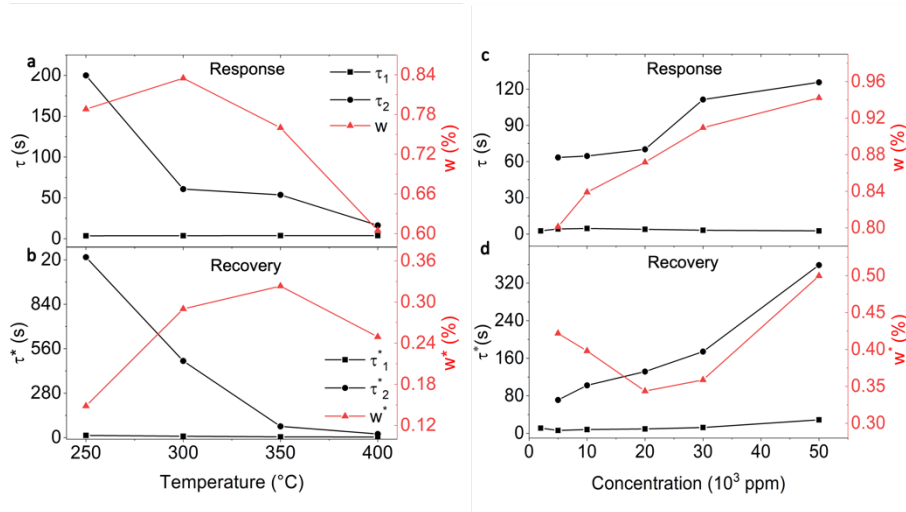 a
Response
τ1
τ2
w
200
150
100
50
0
τ (s)
0.84
0.78
0.72
0.66
0.60
w (%)
b
Recovery
τ*1
τ*2
w*
20
840
560
280
0
τ* (s)
0.36
0.30
0.24
0.18
0.12
w* (%)
250 300 350 400
Temperature (°C)
c
Response
120
90
60
30
0
τ (s)
0.96
0.92
0.88
0.84
0.80
w (%)
d
Recovery
320
240
160
80
0
τ* (s)
0.50
0.45
0.40
0.35
0.30
w* (%)
0 10 20 30 40 50
Concentration (10³ ppm)